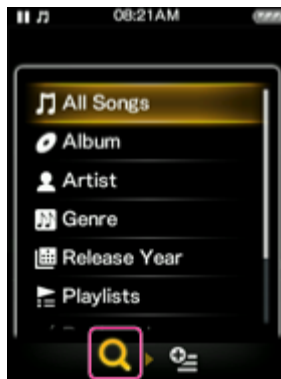 08:21AM
All Songs
Album
Artist
Genre
Release Year
Playlists